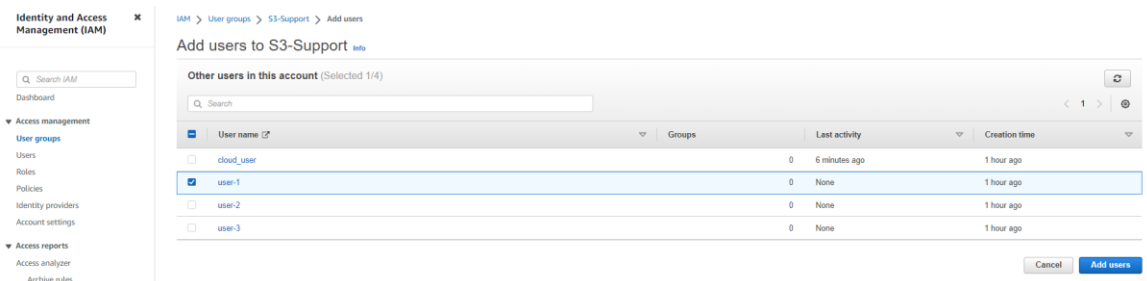 Identity and Access
Management (IAM)
Search IAM
Dashboard
Access management
User groups
Users
Roles
Policies
Identity providers
Account settings
Access reports
Access analyzer
Archive rules
IAM > User groups > S3-Support > Add users
Add users to S3-Support Info
Other users in this account (Selected 1/4)
Search
1
User name Groups Last activity Creation time
cloud_user 0 6 minutes ago 1 hour ago
user-1 0 None 1 hour ago
user-2 0 None 1 hour ago
user-3 0 None 1 hour ago
Cancel Add users